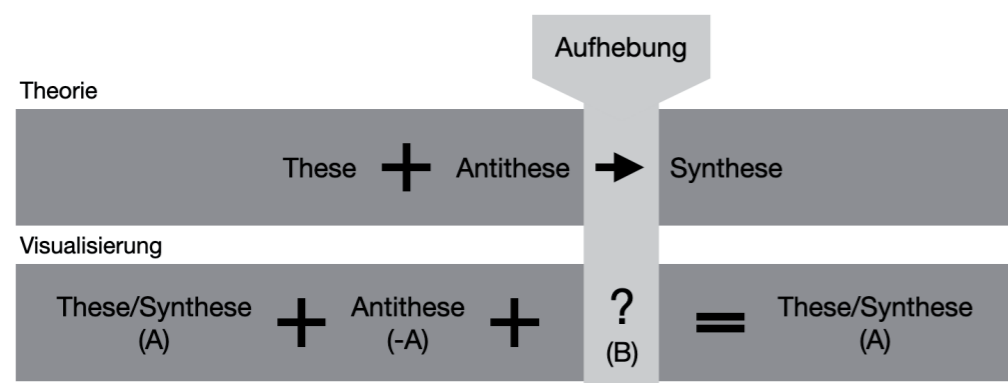 Aufhebung
Theorie
These + Antithese → Synthese
Visualisierung
These/Synthese + Antithese + ? = These/Synthese
(A) (-A) (B) (A)